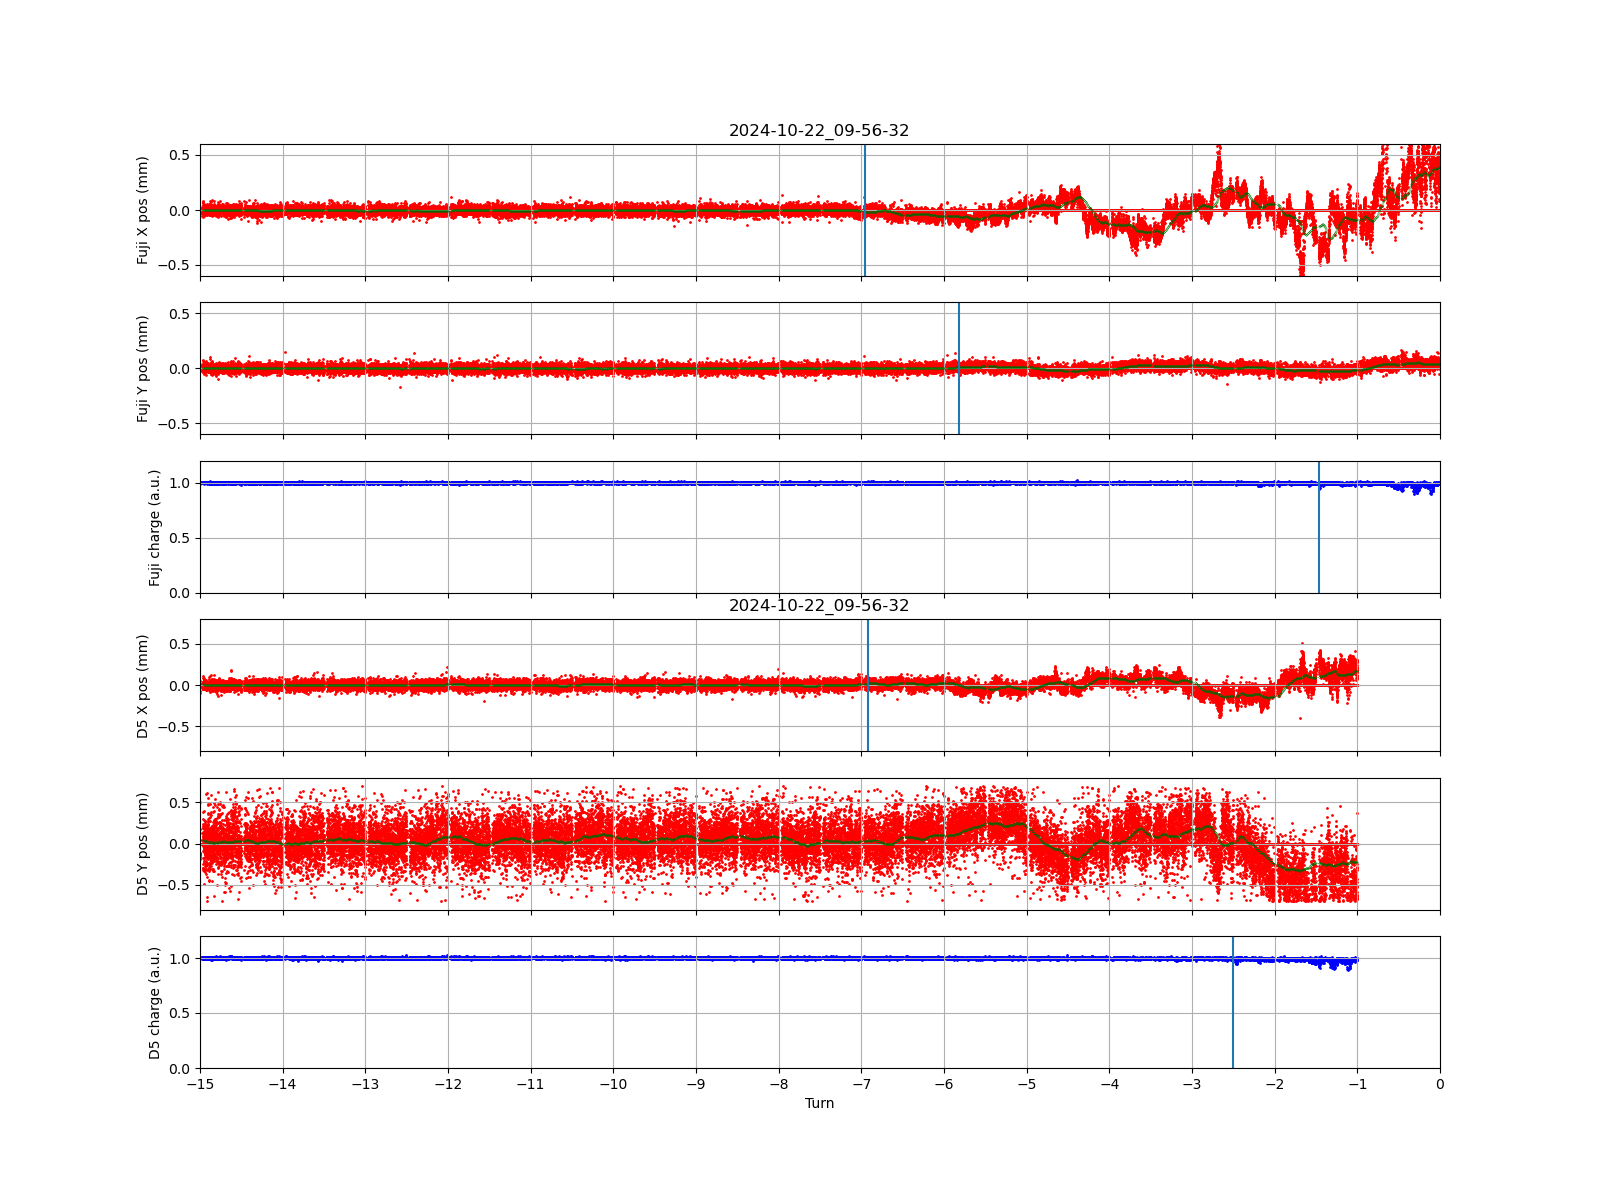 2024-10-22_09-56-32
Fuji X pos (mm)
0.5
0.0
−0.5
Fuji Y pos (mm)
0.5
0.0
−0.5
Fuji charge (a.u.)
1.0
0.5
0.0
2024-10-22_09-56-32
D5 X pos (mm)
0.5
0.0
−0.5
D5 Y pos (mm)
0.5
0.0
−0.5
D5 charge (a.u.)
1.0
0.5
0.0
−15 −14 −13 −12 −11 −10 −9 −8 −7 −6 −5 −4 −3 −2 −1 0
Turn